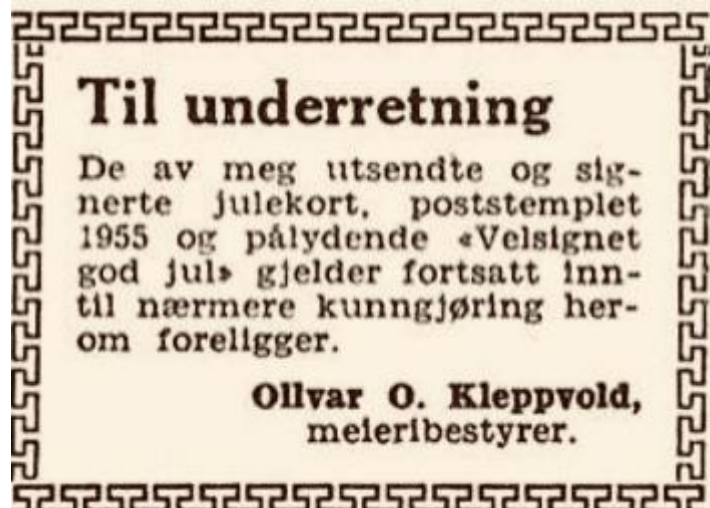 Til underretning
De av meg utsendte og sig-
nerte julekort, poststemplet
1955 og pålydende «Velsignet
god jul» gjelder fortsatt inn-
til nærmere kunngjøring her-
om foreligger.
Ollvar O. Kleppvold,
meieribestyrer.